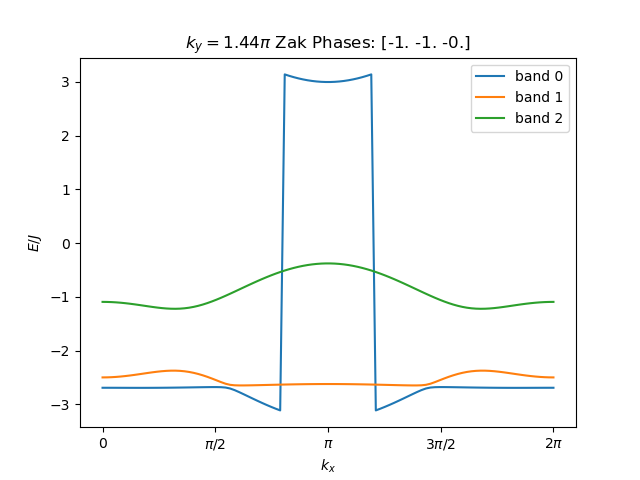 $k_y = 1.44\pi$ Zak Phases: [-1. -1. -0.]
band 0
band 1
band 2
3
2
1
0
−1
−2
−3
E/J
0
π/2
π
3π/2
2π
$k_x$